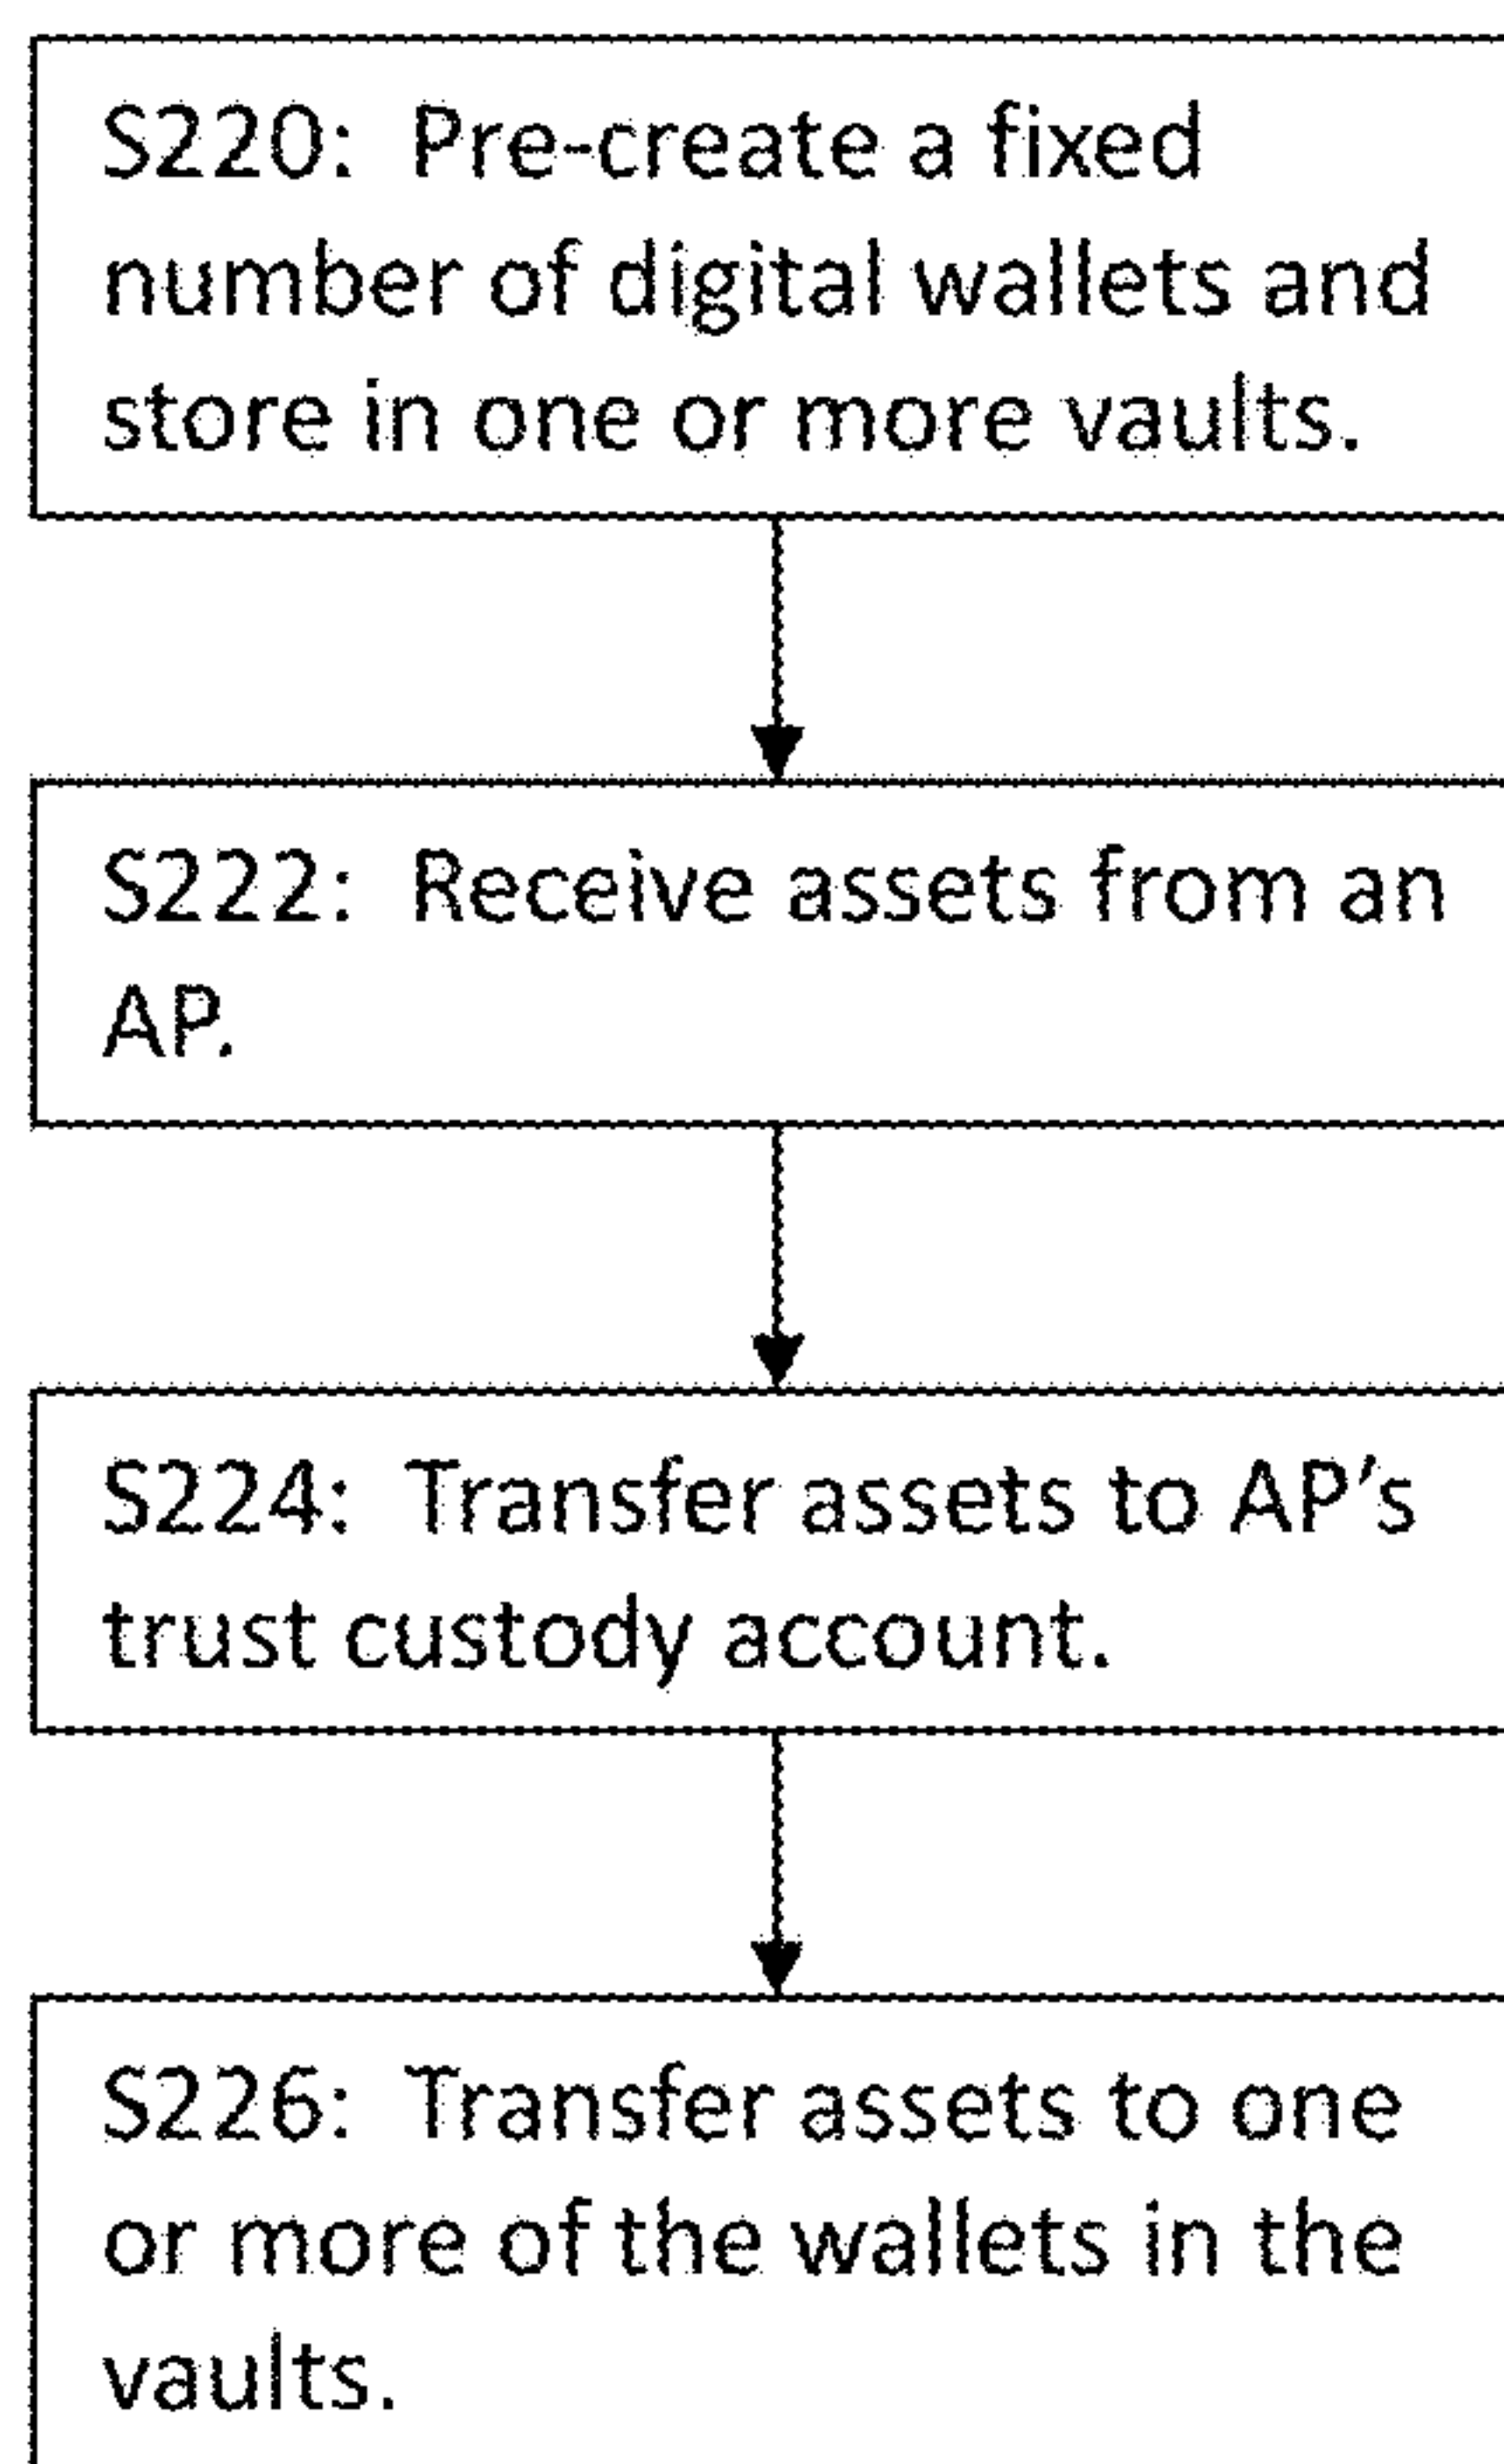 S220: Pre-create a fixed
number of digital wallets and
store in one or more vaults.
S222: Receive assets from an
AP.
S224: Transfer assets to AP's
trust custody account.
S226: Transfer assets to one
or more of the wallets in the
vaults.